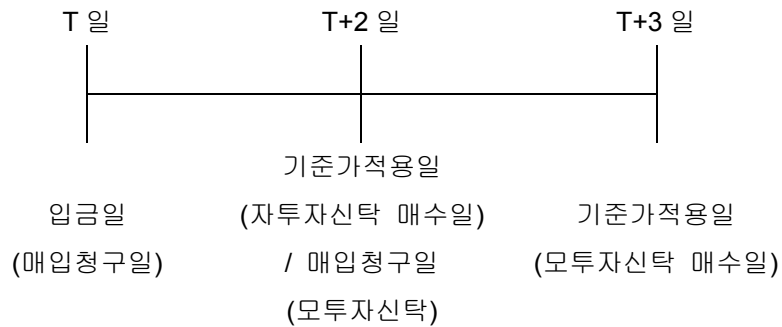 T 일 T+2 일 T+3 일
기준가적용일
입금일 (자투자신탁 매수일) 기준가적용일
(매입청구일) / 매입청구일 (모투자신탁 매수일)
(모투자신탁)